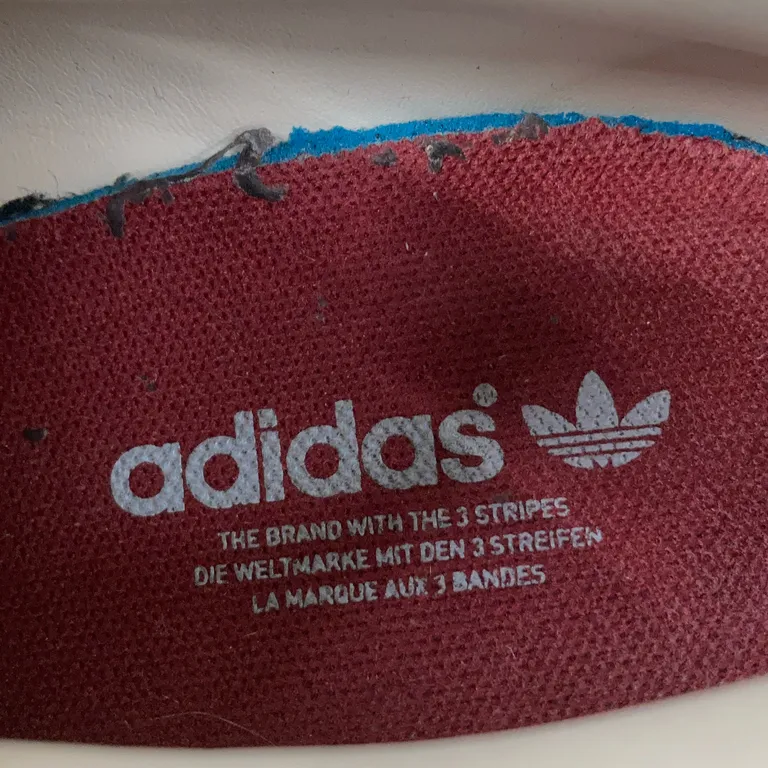 adidas
THE BRAND WITH THE 3 STRIPES
DIE WELTMARKE MIT DEN 3 STREIFEN
LA MARQUE AUX 3 BANDES